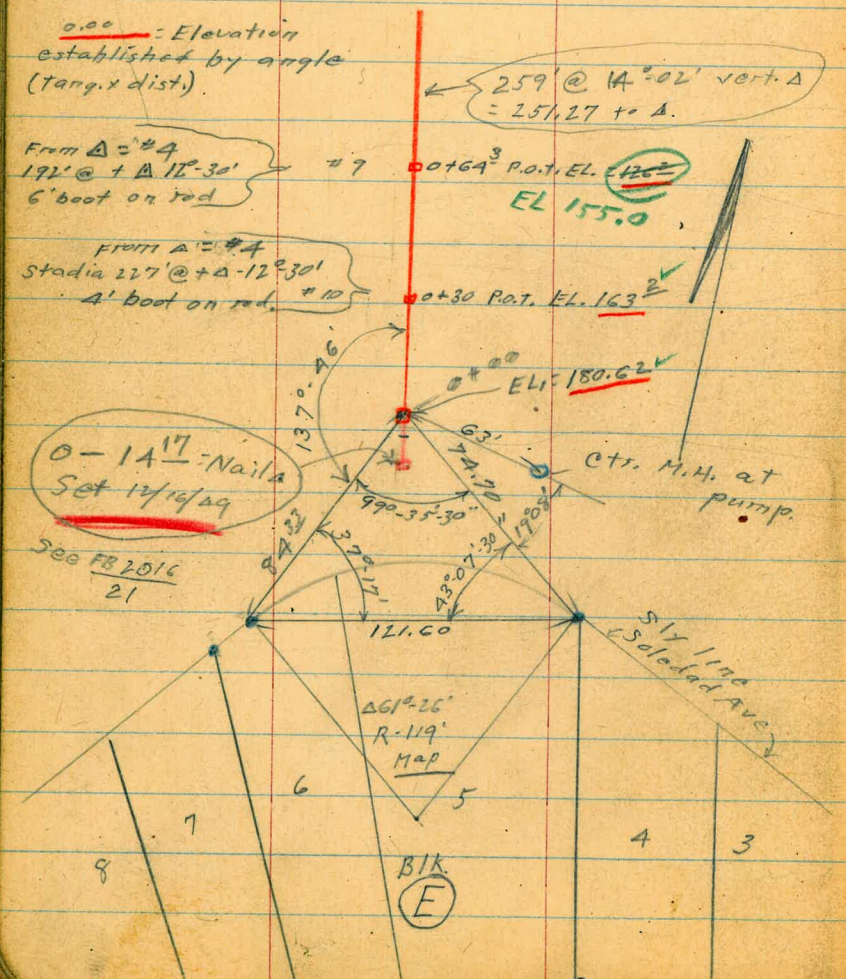 0.00 = Elevation
established by angle
(tang. x dist.)
259' @ 14°-02' vert. Δ
= 251.27 to Δ.
From Δ = #4
192' @ + Δ 12°-30'
6' boot on rod
#9
0+64³ P.O.T. EL. = 126²
EL 155.0
From Δ = #4
Stadia 227' @ + Δ - 12°-30'
4' boot on rod.
#10
0+30 P.O.T. EL. 163²
137°-46'
0+00
EL = 180.62
63'
74.70
Ctr. M.H. at
pump.
19°08'
0 - 14¹⁷ = Nail
Set 12/16/49
See FB 2016
21
99°-35'-30"
84³³
37°-17'
43°-07'-30"
121.60
Sly line
Soledad Ave
Δ 61°-26'
R-119'
Map
8
7
6
5
4
3
Blk.
E